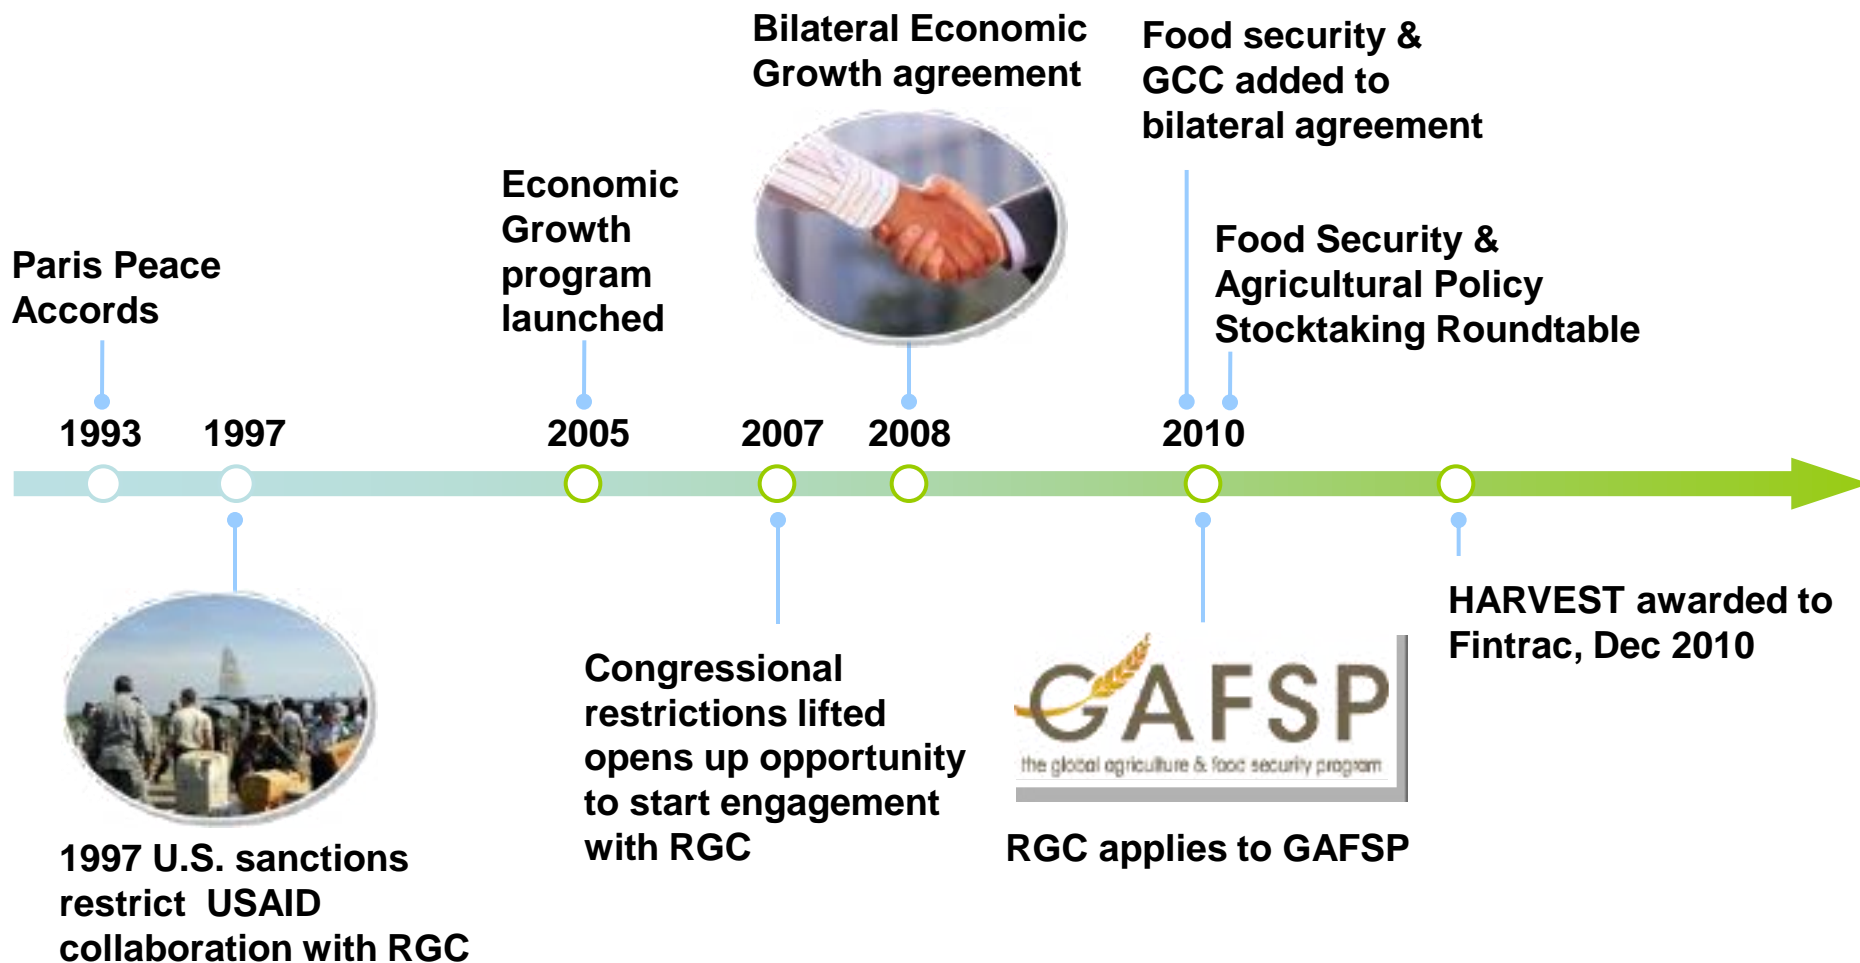 Bilateral Economic
Growth agreement
Food security &
GCC added to
bilateral agreement
Economic
Growth
program
launched
Paris Peace
Accords
Food Security &
Agricultural Policy
Stocktaking Roundtable
1993
1997
2005
2007
2008
2010
1997 U.S. sanctions
restrict USAID
collaboration with RGC
Congressional
restrictions lifted
opens up opportunity
to start engagement
with RGC
GAFSP
the global agriculture & food security program
RGC applies to GAFSP
HARVEST awarded to
Fintrac, Dec 2010